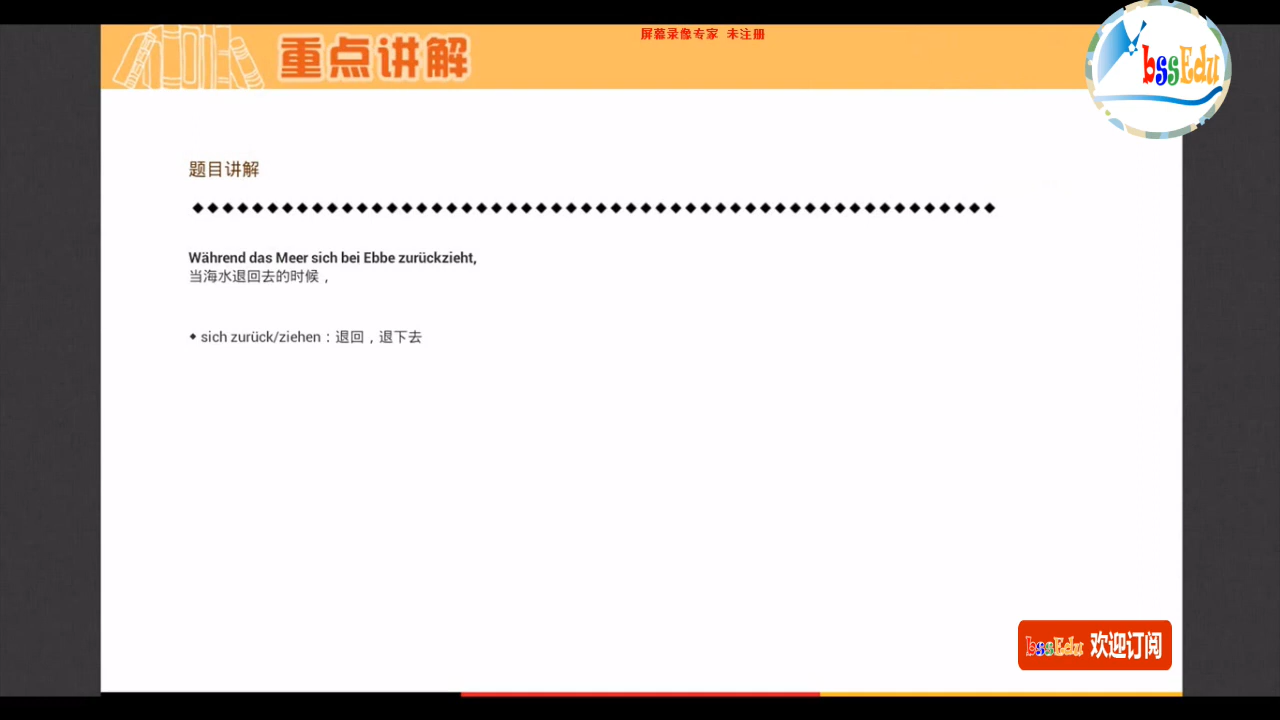 屏幕录像专家 未注册
重点讲解
bssEdu
题目讲解
Während das Meer sich bei Ebbe zurückzieht,
当海水退回去的时候，
◆ sich zurück/ziehen：退回，退下去
bssEdu 欢迎订阅